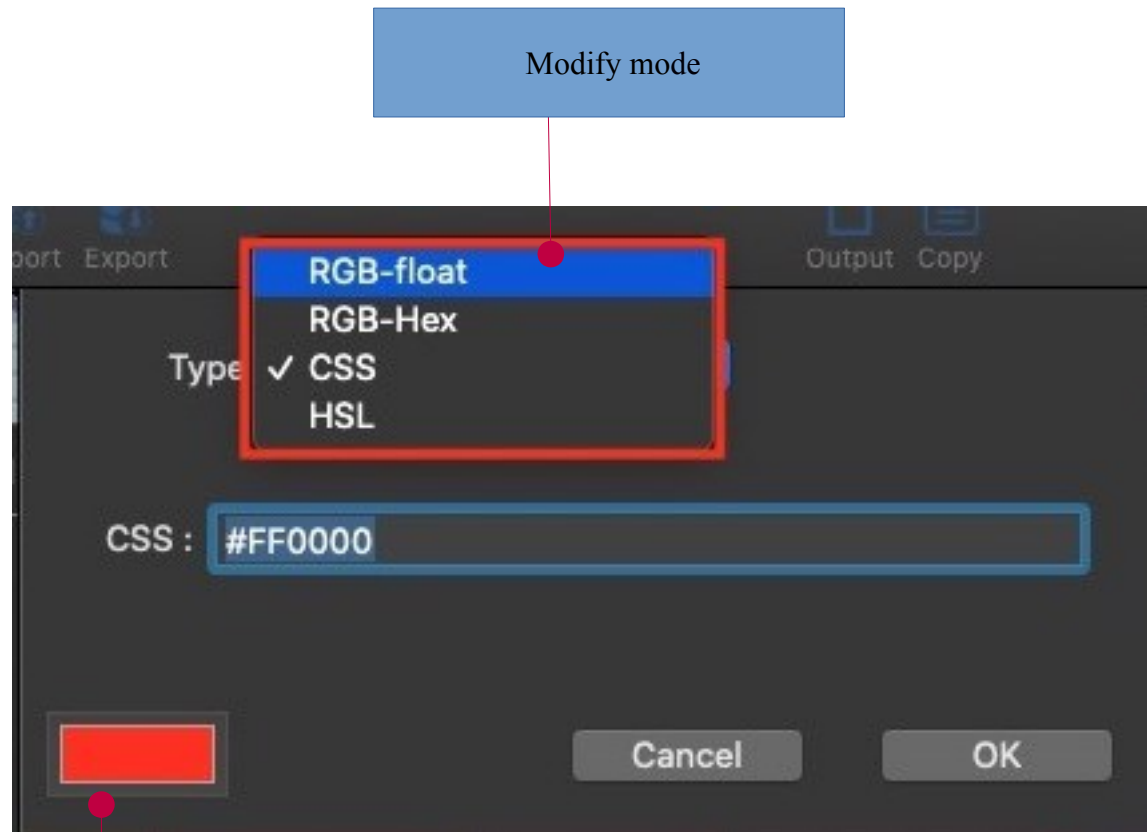 Modify mode
port Export
Output Copy
RGB-float
RGB-Hex
Type ✓ CSS
HSL
CSS : #FF0000
Cancel OK